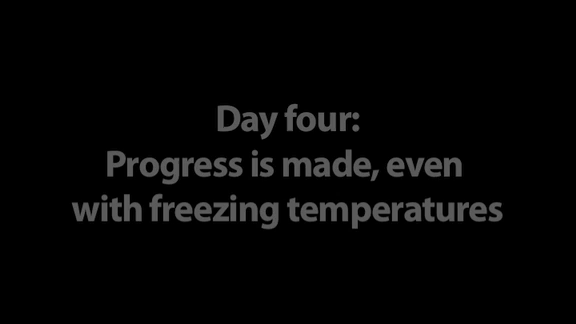 Day four:
Progress is made, even
with freezing temperatures